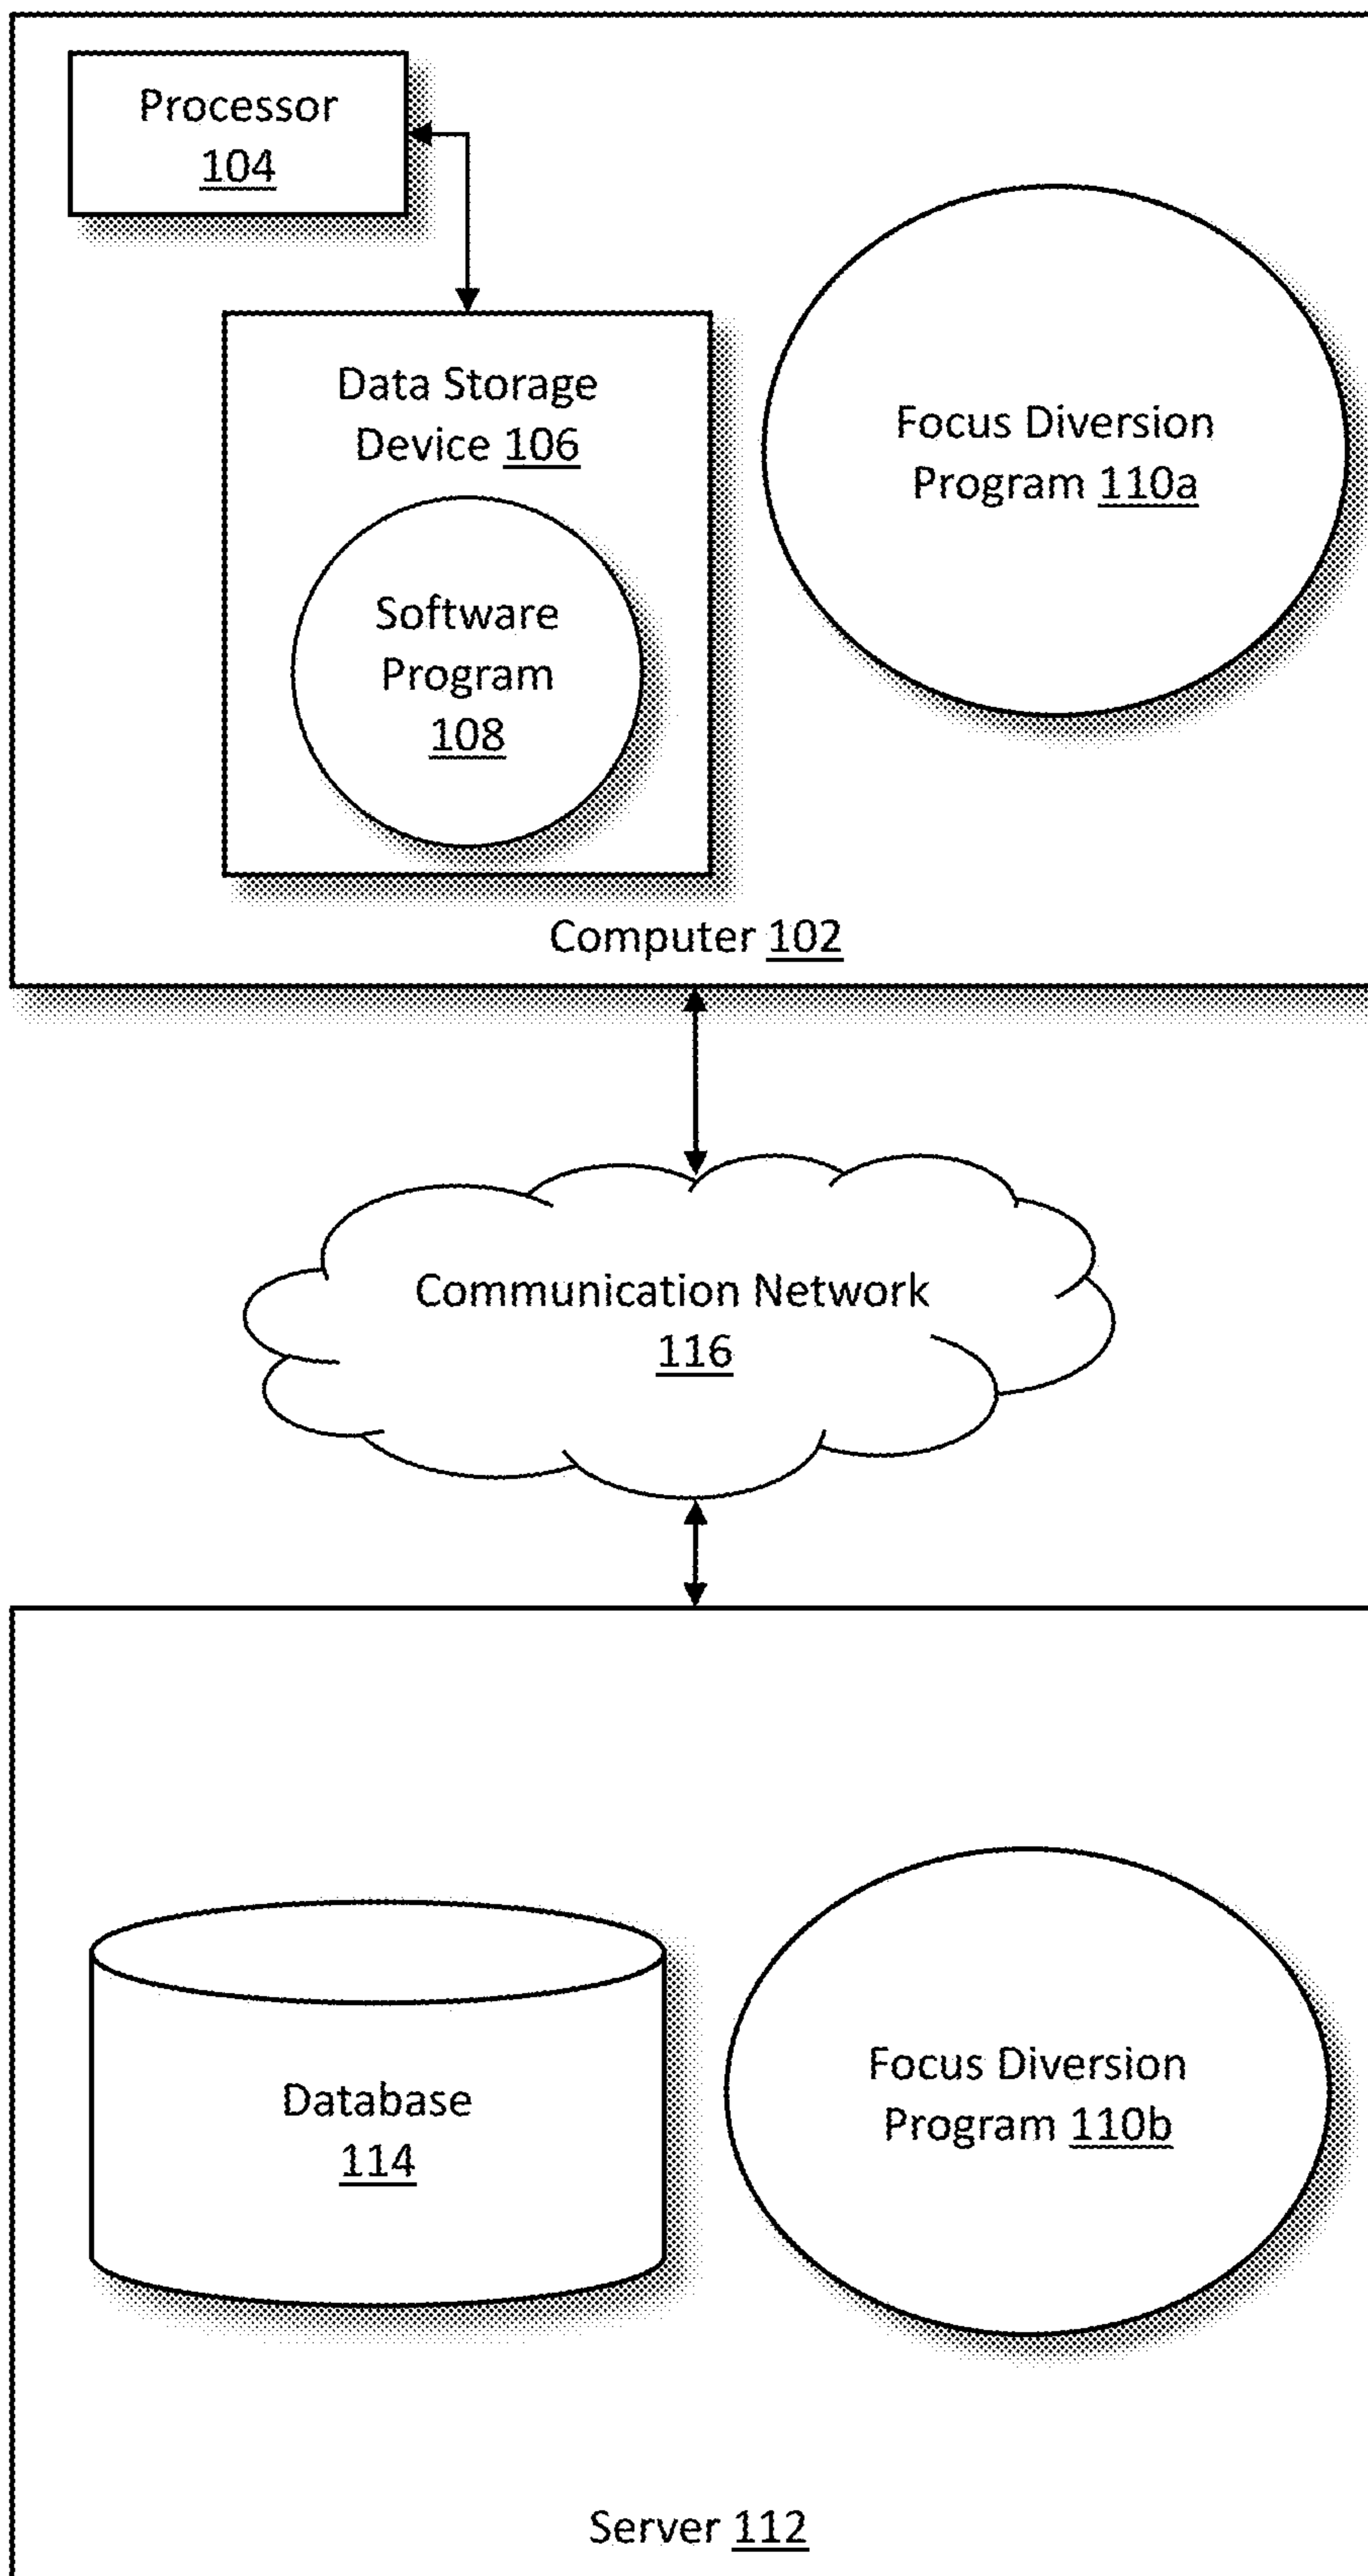 Processor
104
Data Storage
Device 106
Software
Program
108
Focus Diversion
Program 110a
Computer 102
Communication Network
116
Database
114
Focus Diversion
Program 110b
Server 112